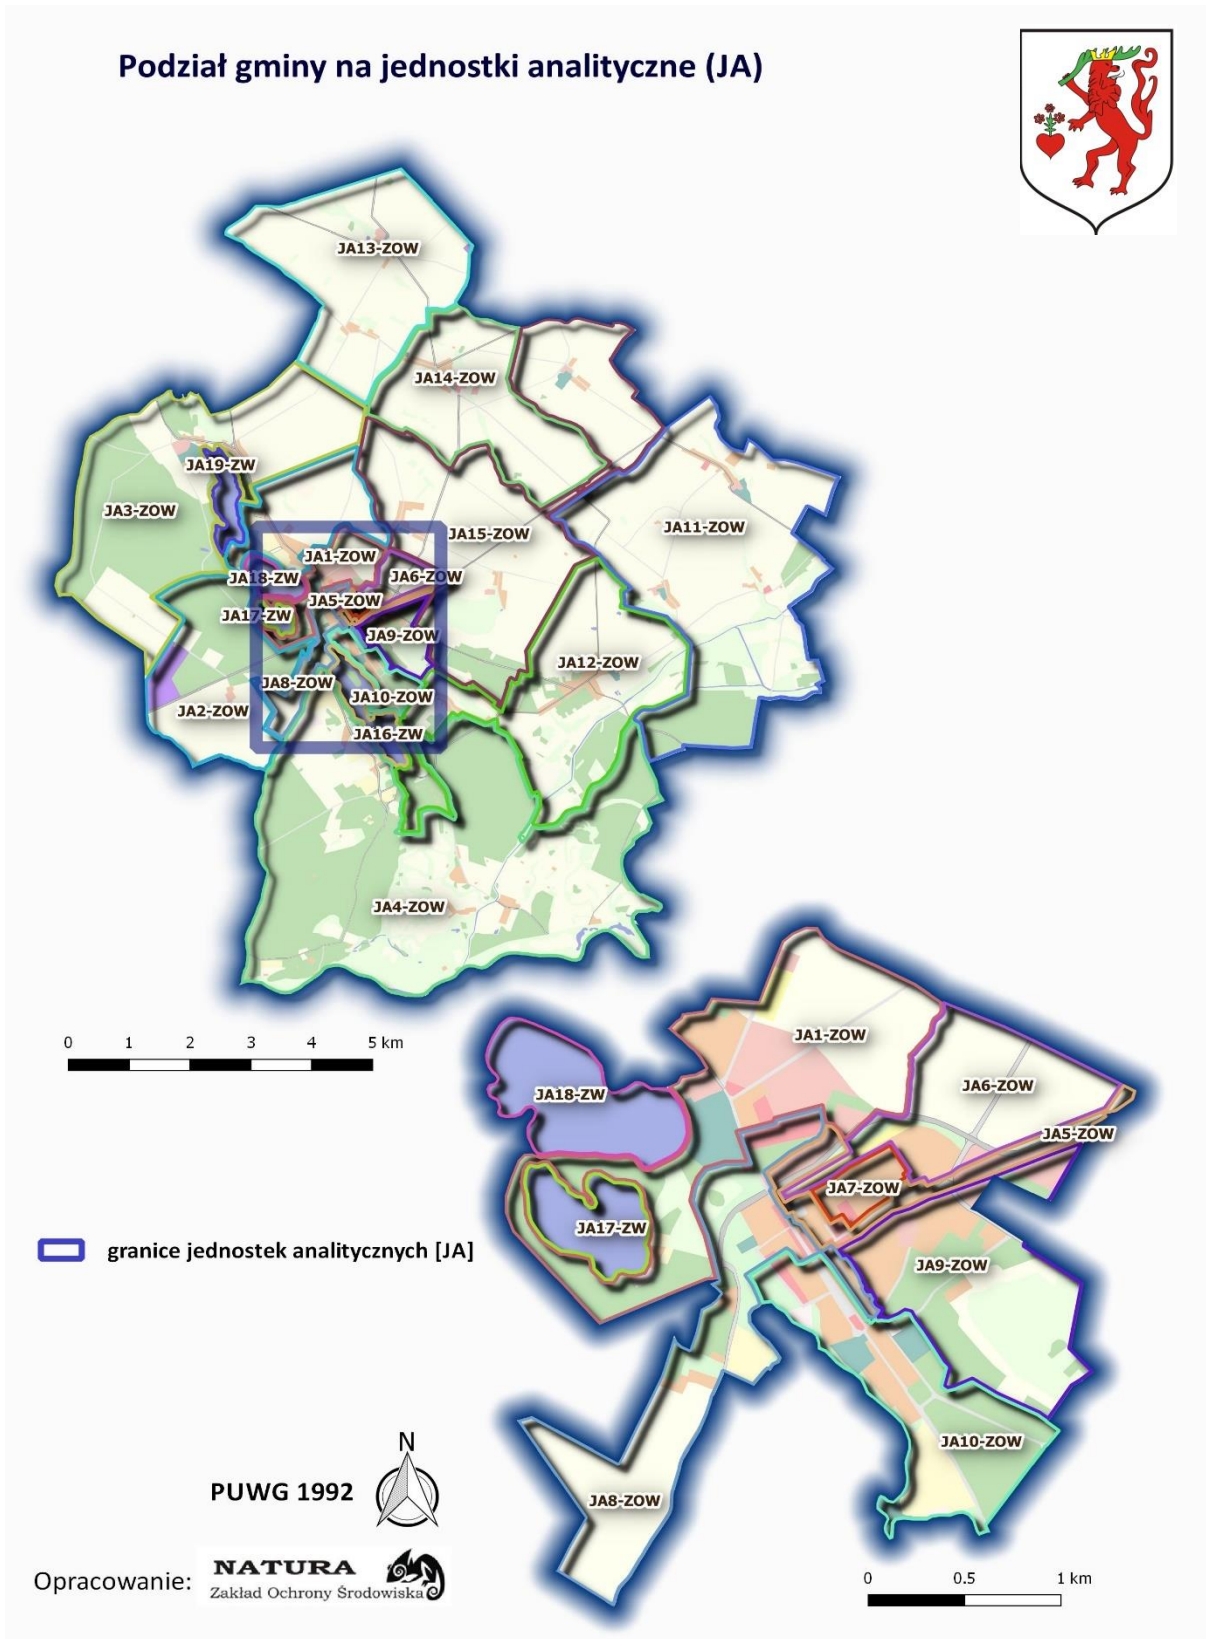 Podział gminy na jednostki analityczne (JA)
JA13-ZOW
JA14-ZOW
JA19-ZW
JA3-ZOW
JA11-ZOW
JA15-ZOW
JA1-ZOW
JA18-ZW
JA6-ZOW
JA5-ZOW
JA17-ZW
JA9-ZOW
JA12-ZOW
JA8-ZOW
JA10-ZOW
JA2-ZOW
JA16-ZW
JA4-ZOW
0 1 2 3 4 5 km
JA1-ZOW
JA6-ZOW
JA18-ZW
JA5-ZOW
JA7-ZOW
JA17-ZW
JA9-ZOW
JA10-ZOW
JA8-ZOW
granice jednostek analitycznych [JA]
N
PUWG 1992
Opracowanie:
NATURA
Zakład Ochrony Środowiska
0 0.5 1 km